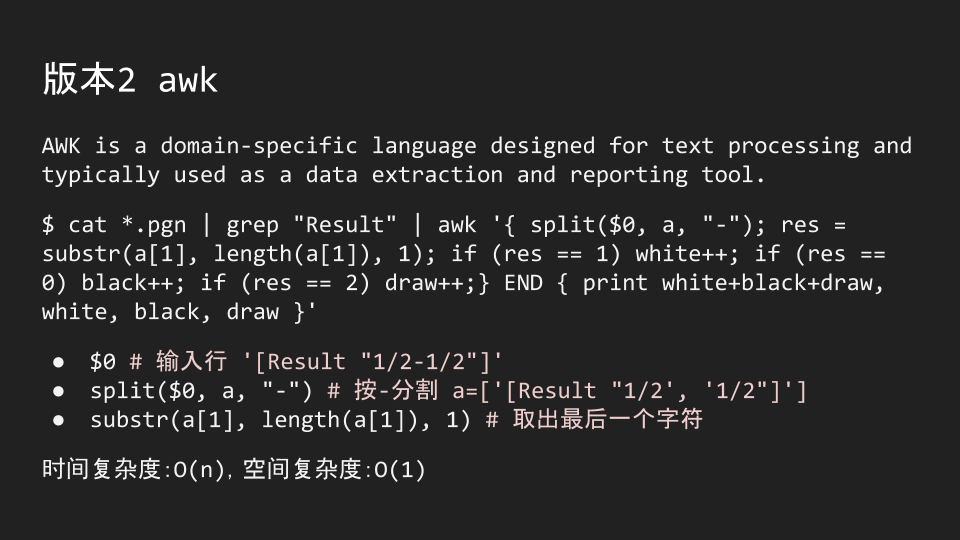 版本2 awk
AWK is a domain-specific language designed for text processing and
typically used as a data extraction and reporting tool.
$ cat *.pgn | grep "Result" | awk '{ split($0, a, "-"); res =
substr(a[1], length(a[1]), 1); if (res == 1) white++; if (res ==
0) black++; if (res == 2) draw++;} END { print white+black+draw,
white, black, draw }'
● $0 # 输入行 '[Result "1/2-1/2"]'
● split($0, a, "-") # 按-分割 a=['[Result "1/2', '1/2"]']
● substr(a[1], length(a[1]), 1) # 取出最后一个字符
时间复杂度:O(n), 空间复杂度:O(1)